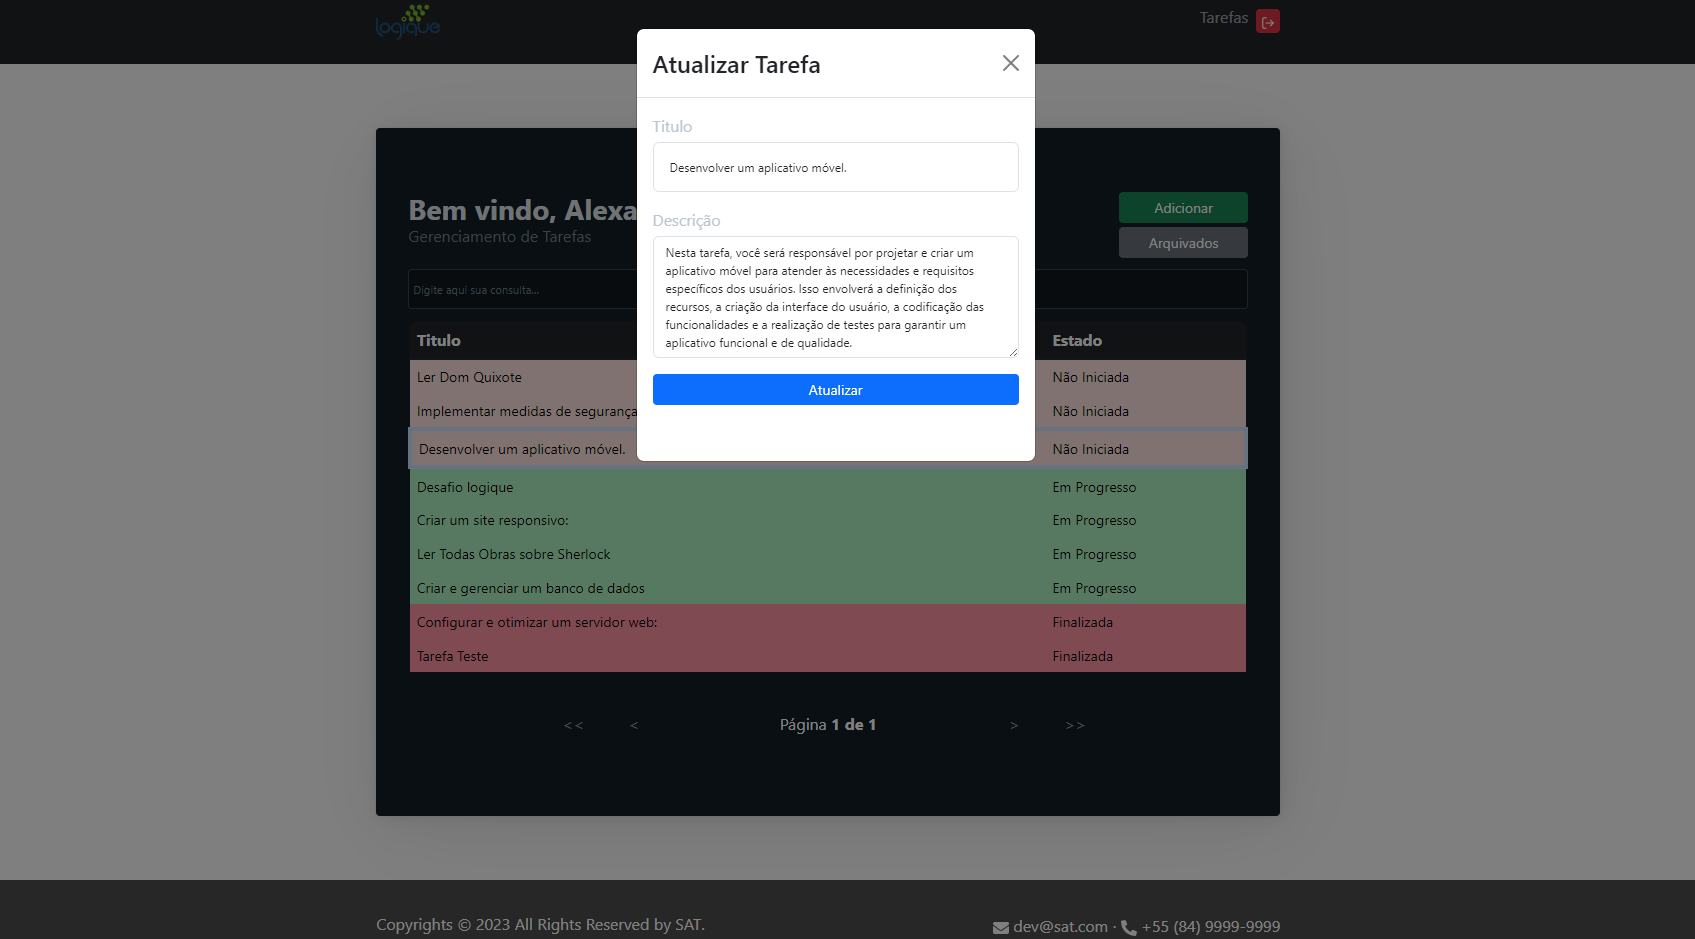 logique
Tarefas
Atualizar Tarefa
Titulo
Desenvolver um aplicativo móvel.
Descrição
Nesta tarefa, você será responsável por projetar e criar um
aplicativo móvel para atender às necessidades e requisitos
específicos dos usuários. Isso envolverá a definição dos
recursos, a criação da interface do usuário, a codificação das
funcionalidades e a realização de testes para garantir um
aplicativo funcional e de qualidade.
Atualizar
Bem vindo, Alexa
Gerenciamento de Tarefas
Adicionar
Arquivados
Digite aqui sua consulta...
Titulo Estado
Ler Dom Quixote Não Iniciada
Implementar medidas de segurança Não Iniciada
Desenvolver um aplicativo móvel. Não Iniciada
Desafio logique Em Progresso
Criar um site responsivo: Em Progresso
Ler Todas Obras sobre Sherlock Em Progresso
Criar e gerenciar um banco de dados Em Progresso
Configurar e otimizar um servidor web: Finalizada
Tarefa Teste Finalizada
<< < Página 1 de 1 > >>
Copyrights © 2023 All Rights Reserved by SAT.
dev@sat.com · +55 (84) 9999-9999